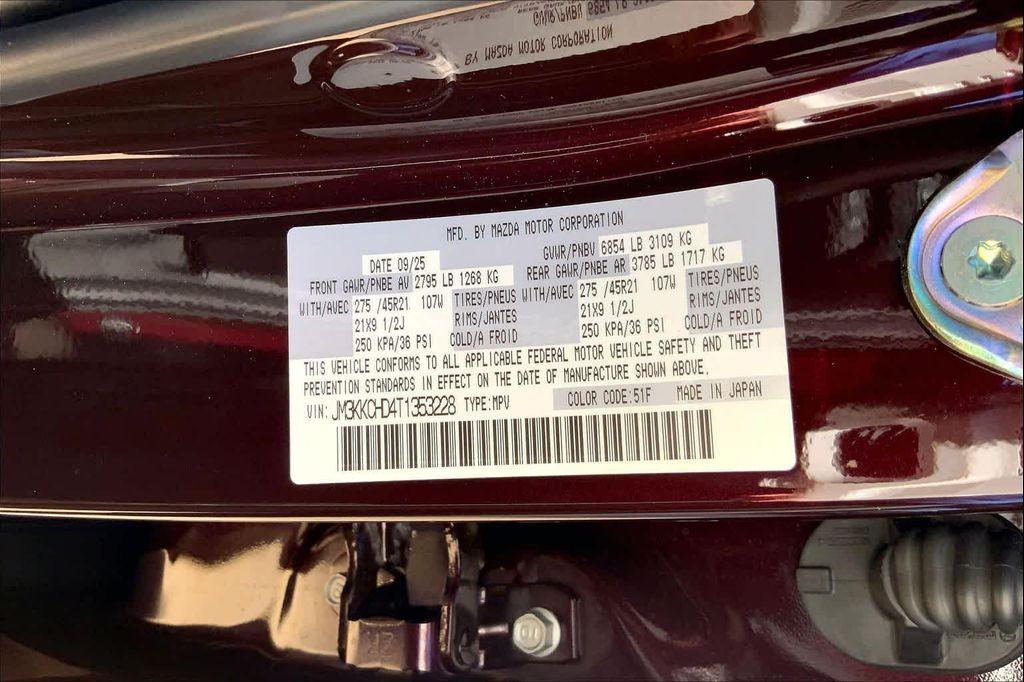 MFD. BY MAZDA MOTOR CORPORATION
DATE 09/25 GVWR/PNBV 6854 LB 3109 KG
FRONT GAWR/PNBE AV 2795 LB 1268 KG REAR GAWR/PNBE AR 3785 LB 1717 KG
WITH/AVEC 275 /45R21 107W TIRES/PNEUS WITH/AVEC 275 /45R21 107W TIRES/PNEUS
21X9 1/2J RIMS/JANTES 21X9 1/2J RIMS/JANTES
250 KPA/36 PSI COLD/A FROID 250 KPA/36 PSI COLD/A FROID
THIS VEHICLE CONFORMS TO ALL APPLICABLE FEDERAL MOTOR VEHICLE SAFETY AND THEFT
PREVENTION STANDARDS IN EFFECT ON THE DATE OF MANUFACTURE SHOWN ABOVE.
VIN: JM3KKCHD4T1353228 TYPE:MPV COLOR CODE:51F MADE IN JAPAN